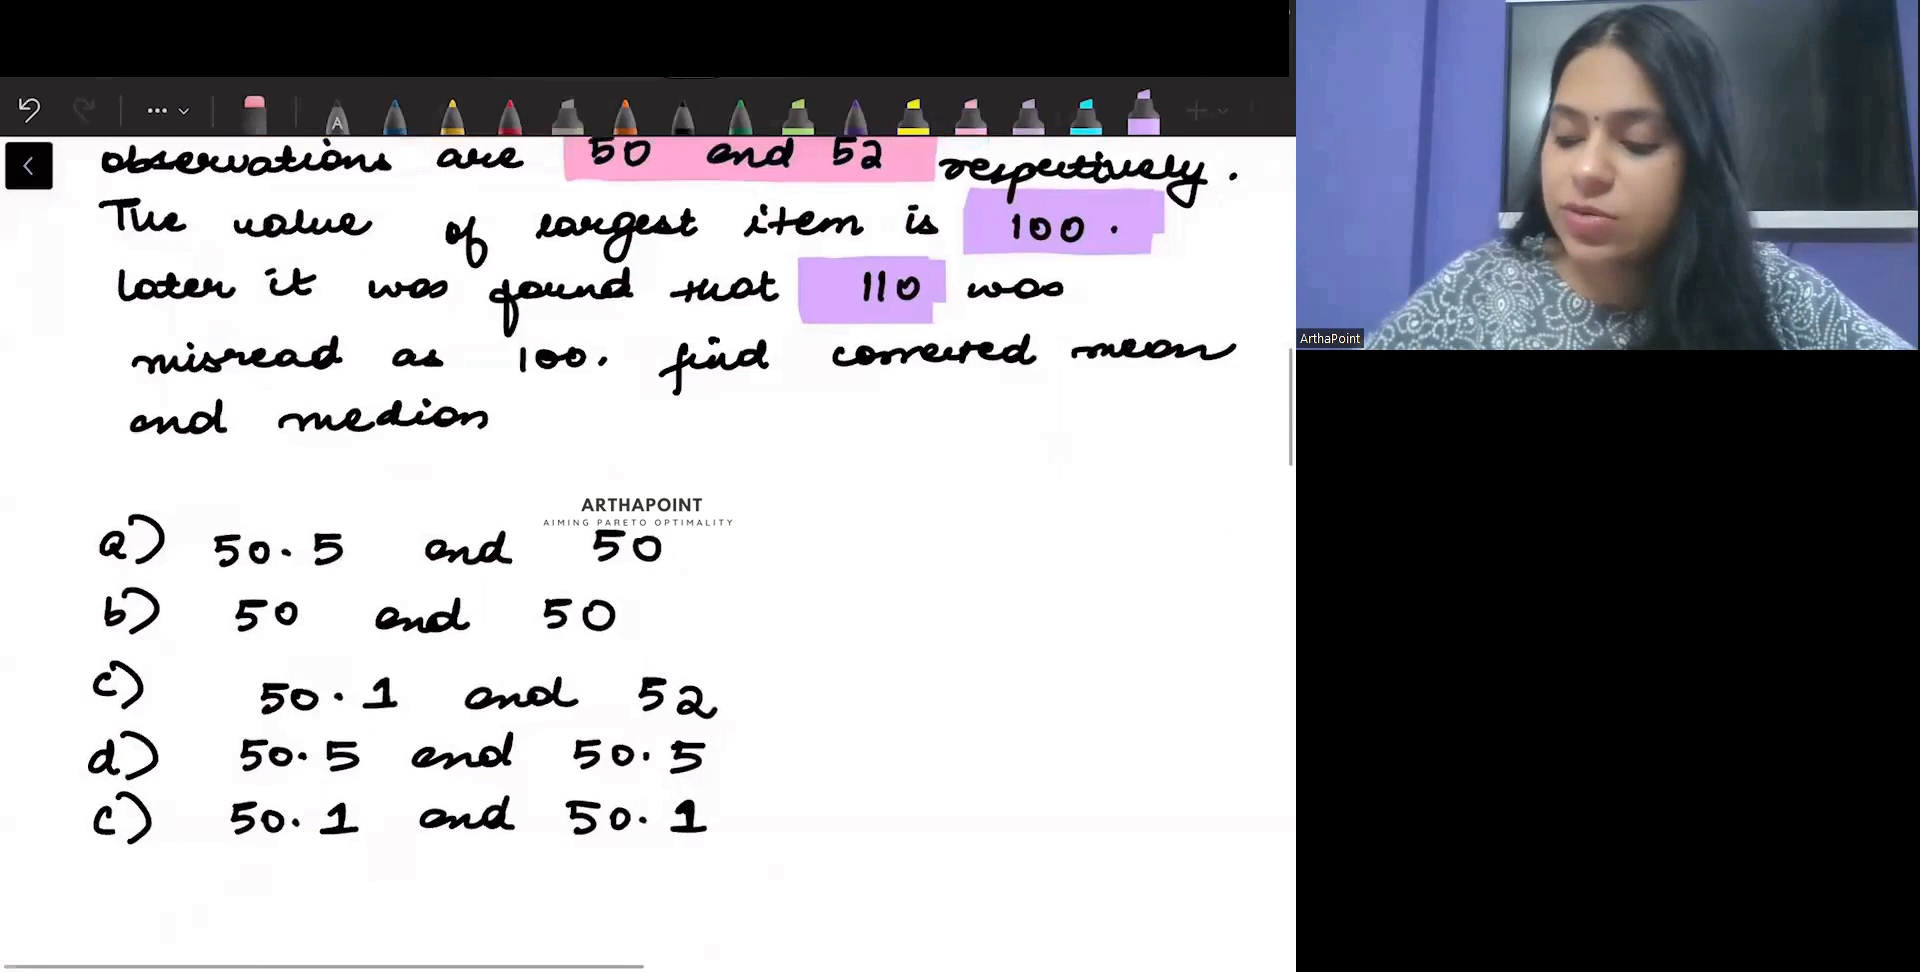 observations are 50 and 52 respectively.
The value of largest item is 100.
later it was found that 110 was
misread as 100. find corrected mean
and median
ARTHAPOINT
AIMING PARETO OPTIMALITY
a) 50.5 and 50
b) 50 and 50
c) 50.1 and 52
d) 50.5 and 50.5
c) 50.1 and 50.1
ArthaPoint